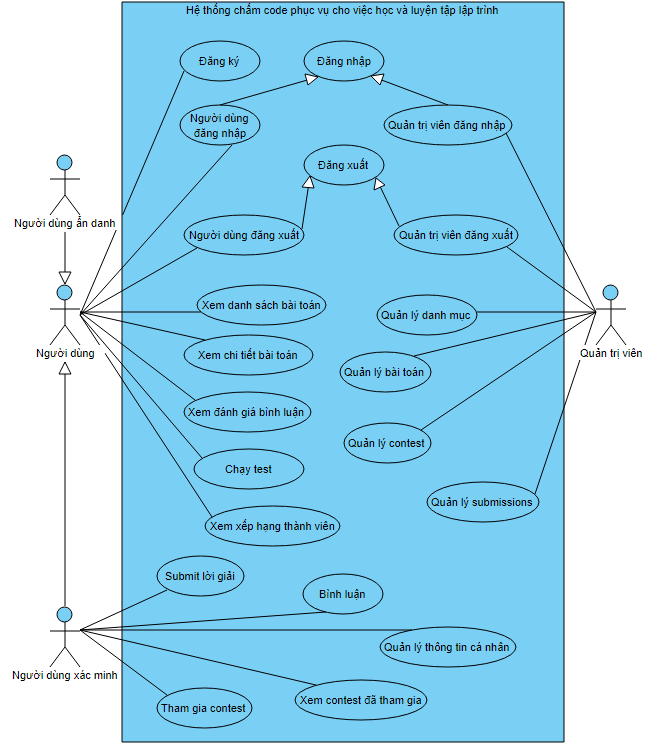 Hệ thống chấm code phục vụ cho việc học và luyện tập lập trình
Đăng ký
Đăng nhập
Người dùng
đăng nhập
Quản trị viên đăng nhập
Đăng xuất
Người dùng ẩn danh
Người dùng đăng xuất
Quản trị viên đăng xuất
Xem danh sách bài toán
Quản lý danh mục
Người dùng
Xem chi tiết bài toán
Quản trị viên
Quản lý bài toán
Xem đánh giá bình luận
Quản lý contest
Chạy test
Quản lý submissions
Xem xếp hạng thành viên
Submit lời giải
Bình luận
Quản lý thông tin cá nhân
Người dùng xác minh
Xem contest đã tham gia
Tham gia contest